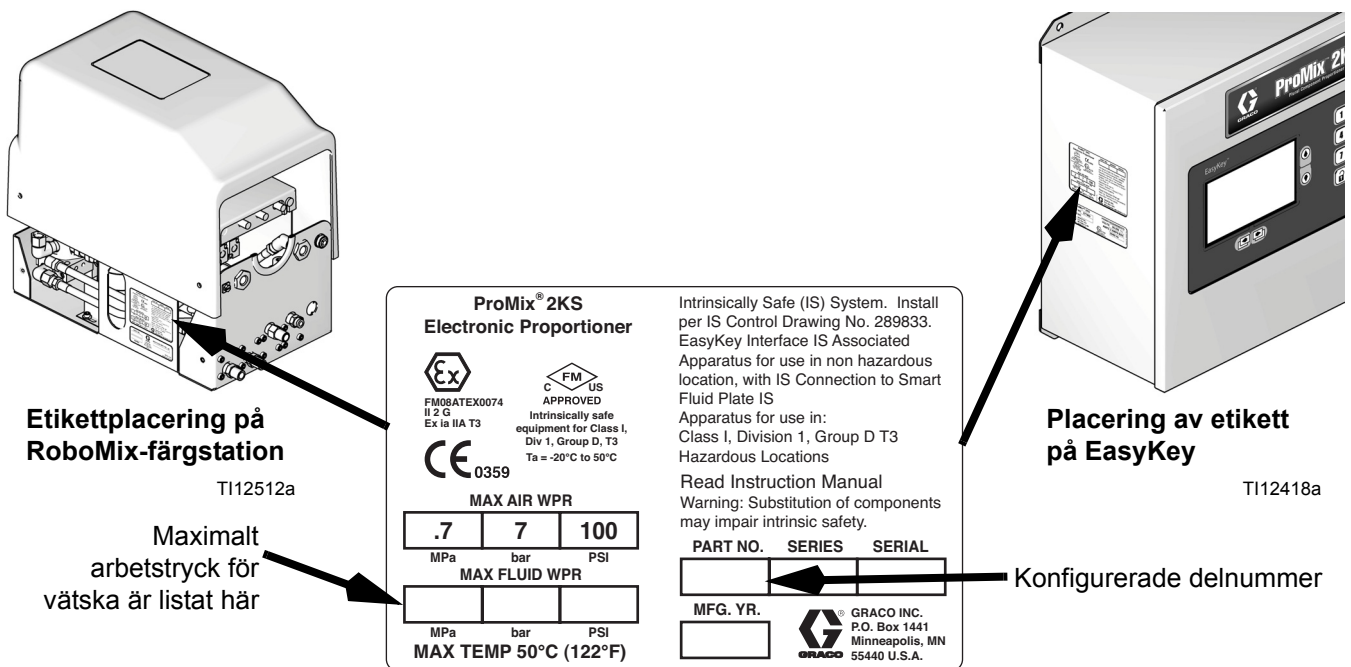 Etikettplacering på
RoboMix-färgstation
TI12512a
Maximalt
arbetstryck för
vätska är listat här
ProMix® 2KS
Electronic Proportioner
Ex
FM08ATEX0074
II 2 G
Ex ia IIA T3
CE 0359
C FM US
APPROVED
Intrinsically safe
equipment for Class I,
Div 1, Group D, T3
Ta = -20°C to 50°C
MAX AIR WPR
.7 7 100
MPa bar PSI
MAX FLUID WPR
MPa bar PSI
MAX TEMP 50°C (122°F)
Intrinsically Safe (IS) System. Install
per IS Control Drawing No. 289833.
EasyKey Interface IS Associated
Apparatus for use in non hazardous
location, with IS Connection to Smart
Fluid Plate IS
Apparatus for use in:
Class I, Division 1, Group D T3
Hazardous Locations
Read Instruction Manual
Warning: Substitution of components
may impair intrinsic safety.
PART NO. SERIES SERIAL
MFG. YR.
GRACO
®
GRACO INC.
P.O. Box 1441
Minneapolis, MN
55440 U.S.A.
Konfigurerade delnummer
GRACO
ProMix™ 2K
EasyKey™
1
4
7
Placering av etikett
på EasyKey
TI12418a